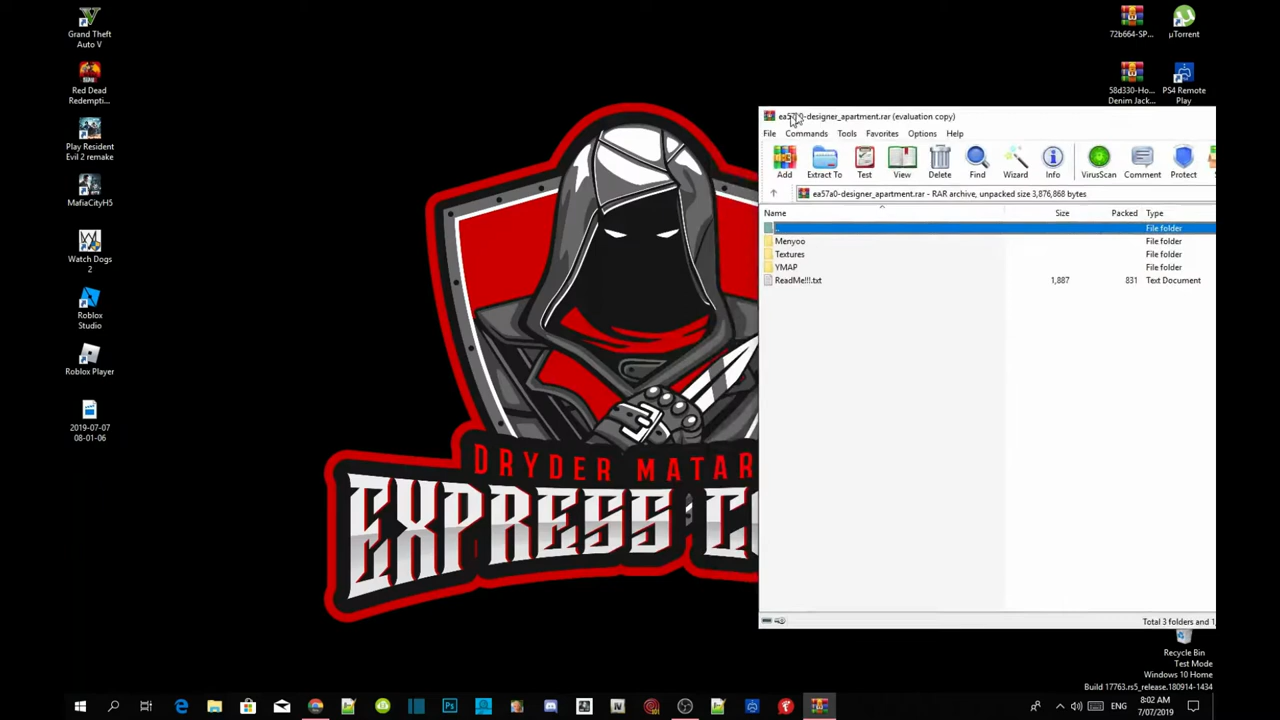 Grand Theft
Auto V
Red Dead
Redempti...
Play Resident
Evil 2 remake
MafiaCityH5
Watch Dogs
2
Roblox
Studio
Roblox Player
2019-07-07
08-01-06
DRYDER MATAR
EXPRESS CO
72b664-SP...
µTorrent
58d330-Ho...
Denim Jack...
PS4 Remote
Play
-designer_apartment.rar (evaluation copy)
File Commands Tools Favorites Options Help
Add Extract To Test View Delete Find Wizard Info VirusScan Comment Protect
ea57a0-designer_apartment.rar - RAR archive, unpacked size 3,876,868 bytes
Name Size Packed Type
.. File folder
Menyoo File folder
Textures File folder
YMAP File folder
ReadMe!!!.txt 1,887 831 Text Document
Total 3 folders and 1
Recycle Bin
Test Mode
Windows 10 Home
Build 17763.rs5_release.180914-1434
ENG
8:02 AM
7/07/2019